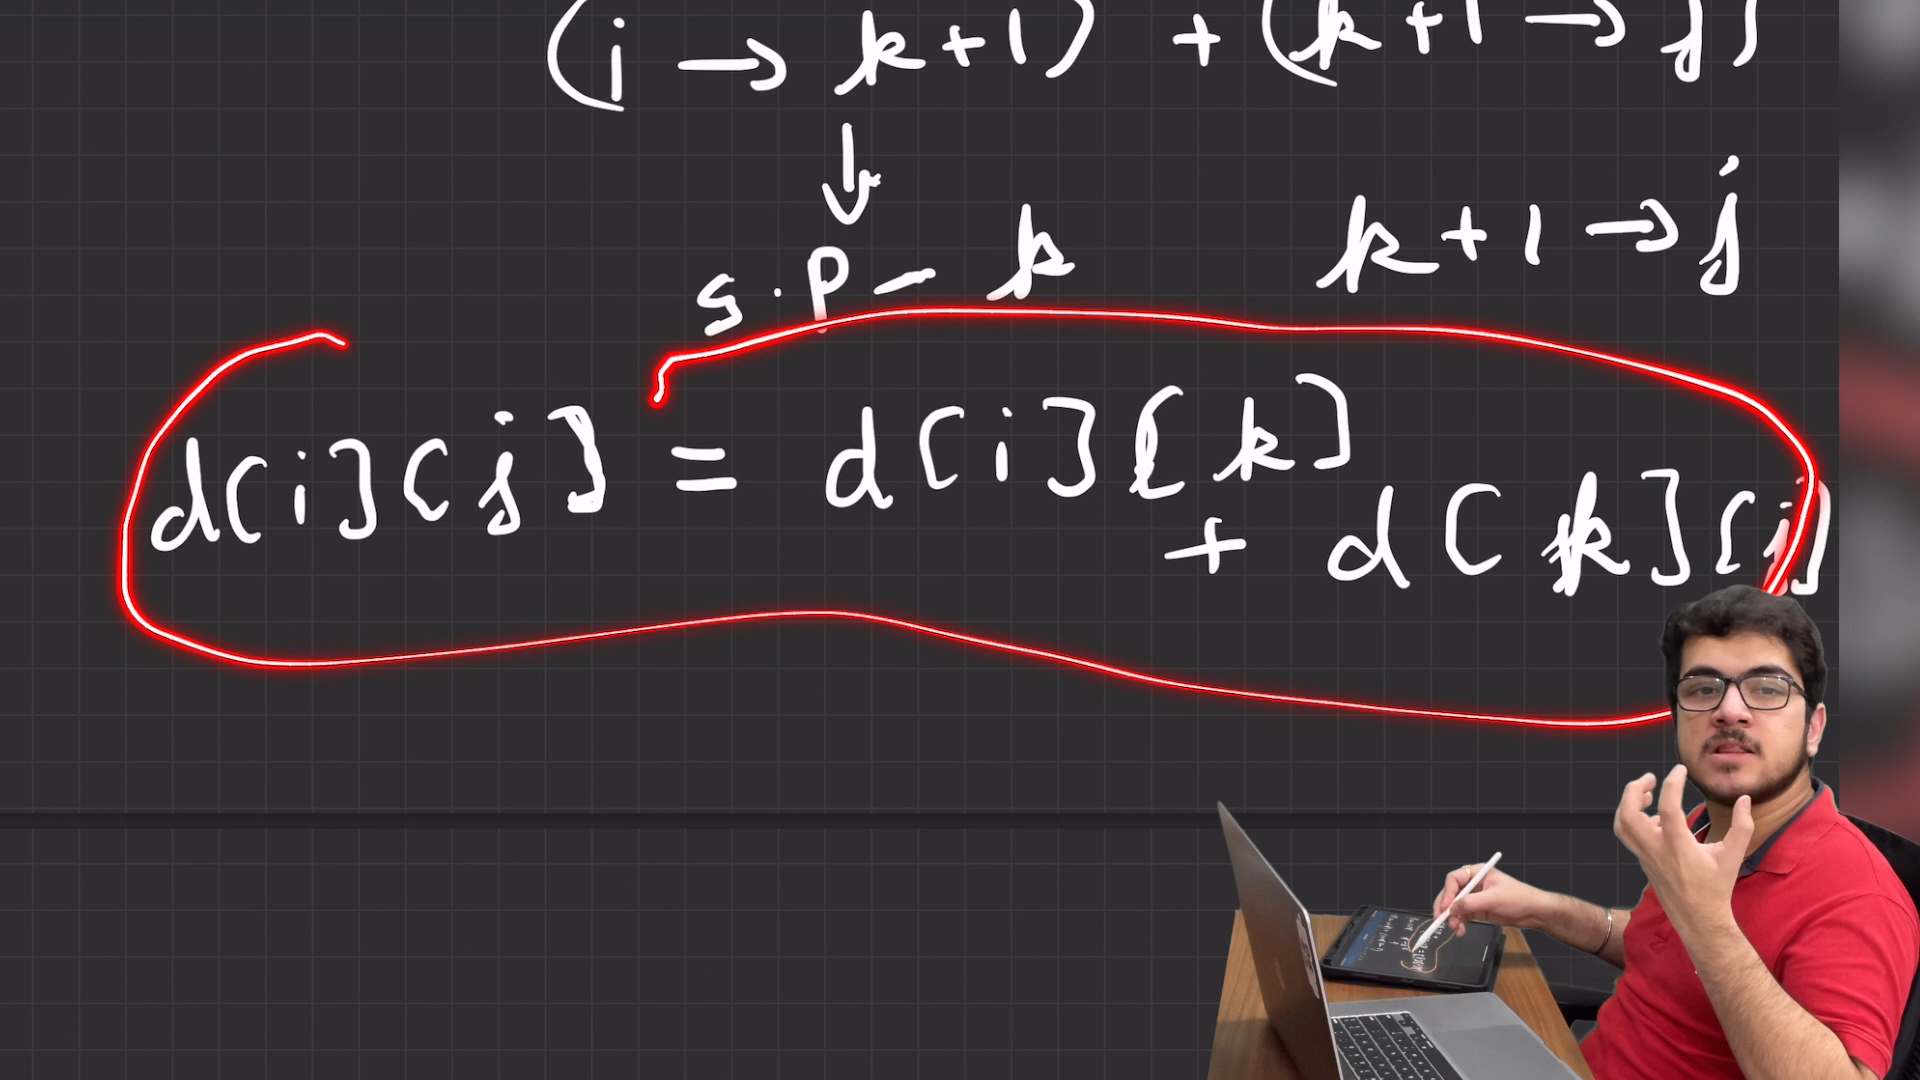 (i → k+1) + (k+1 → j)
↓
S.P - k k+1 → j
d[i][j] = d[i][k]
+ d[k][j]